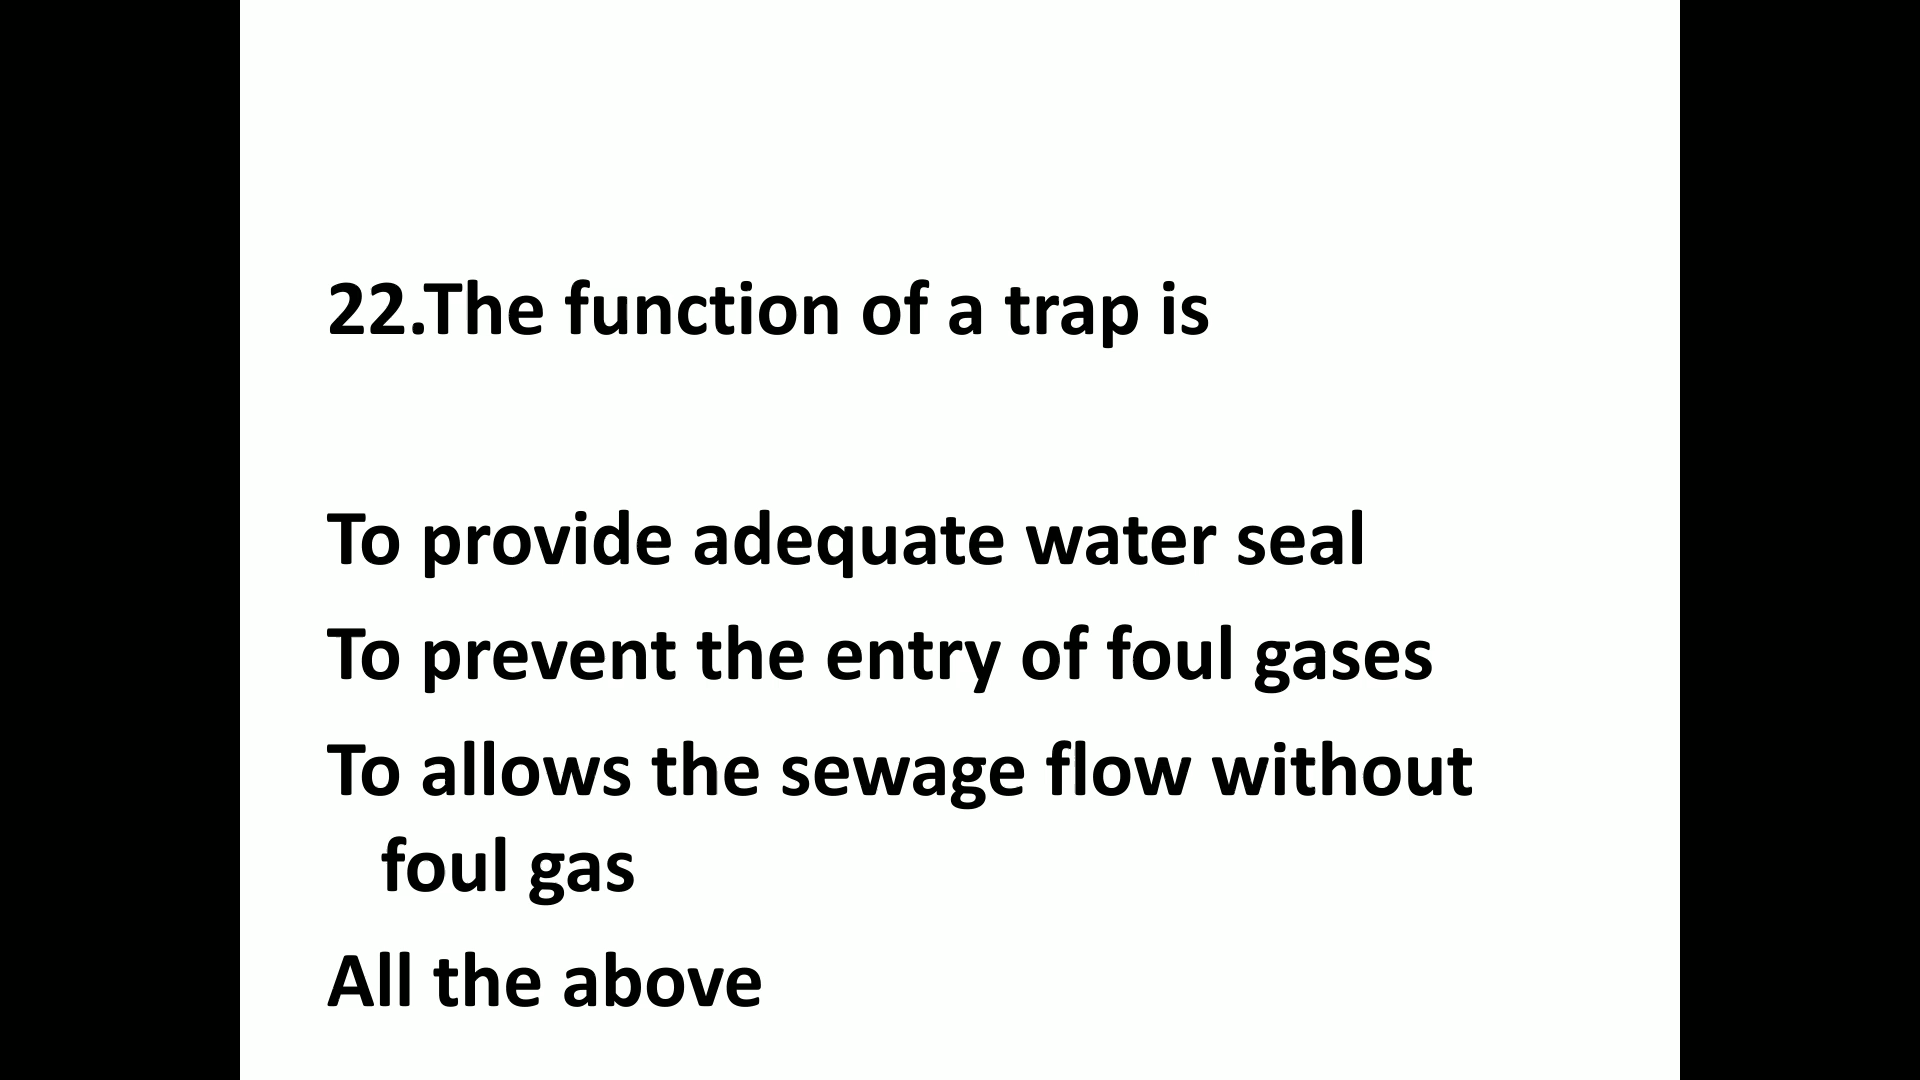 22.The function of a trap is
To provide adequate water seal
To prevent the entry of foul gases
To allows the sewage flow without
foul gas
All the above